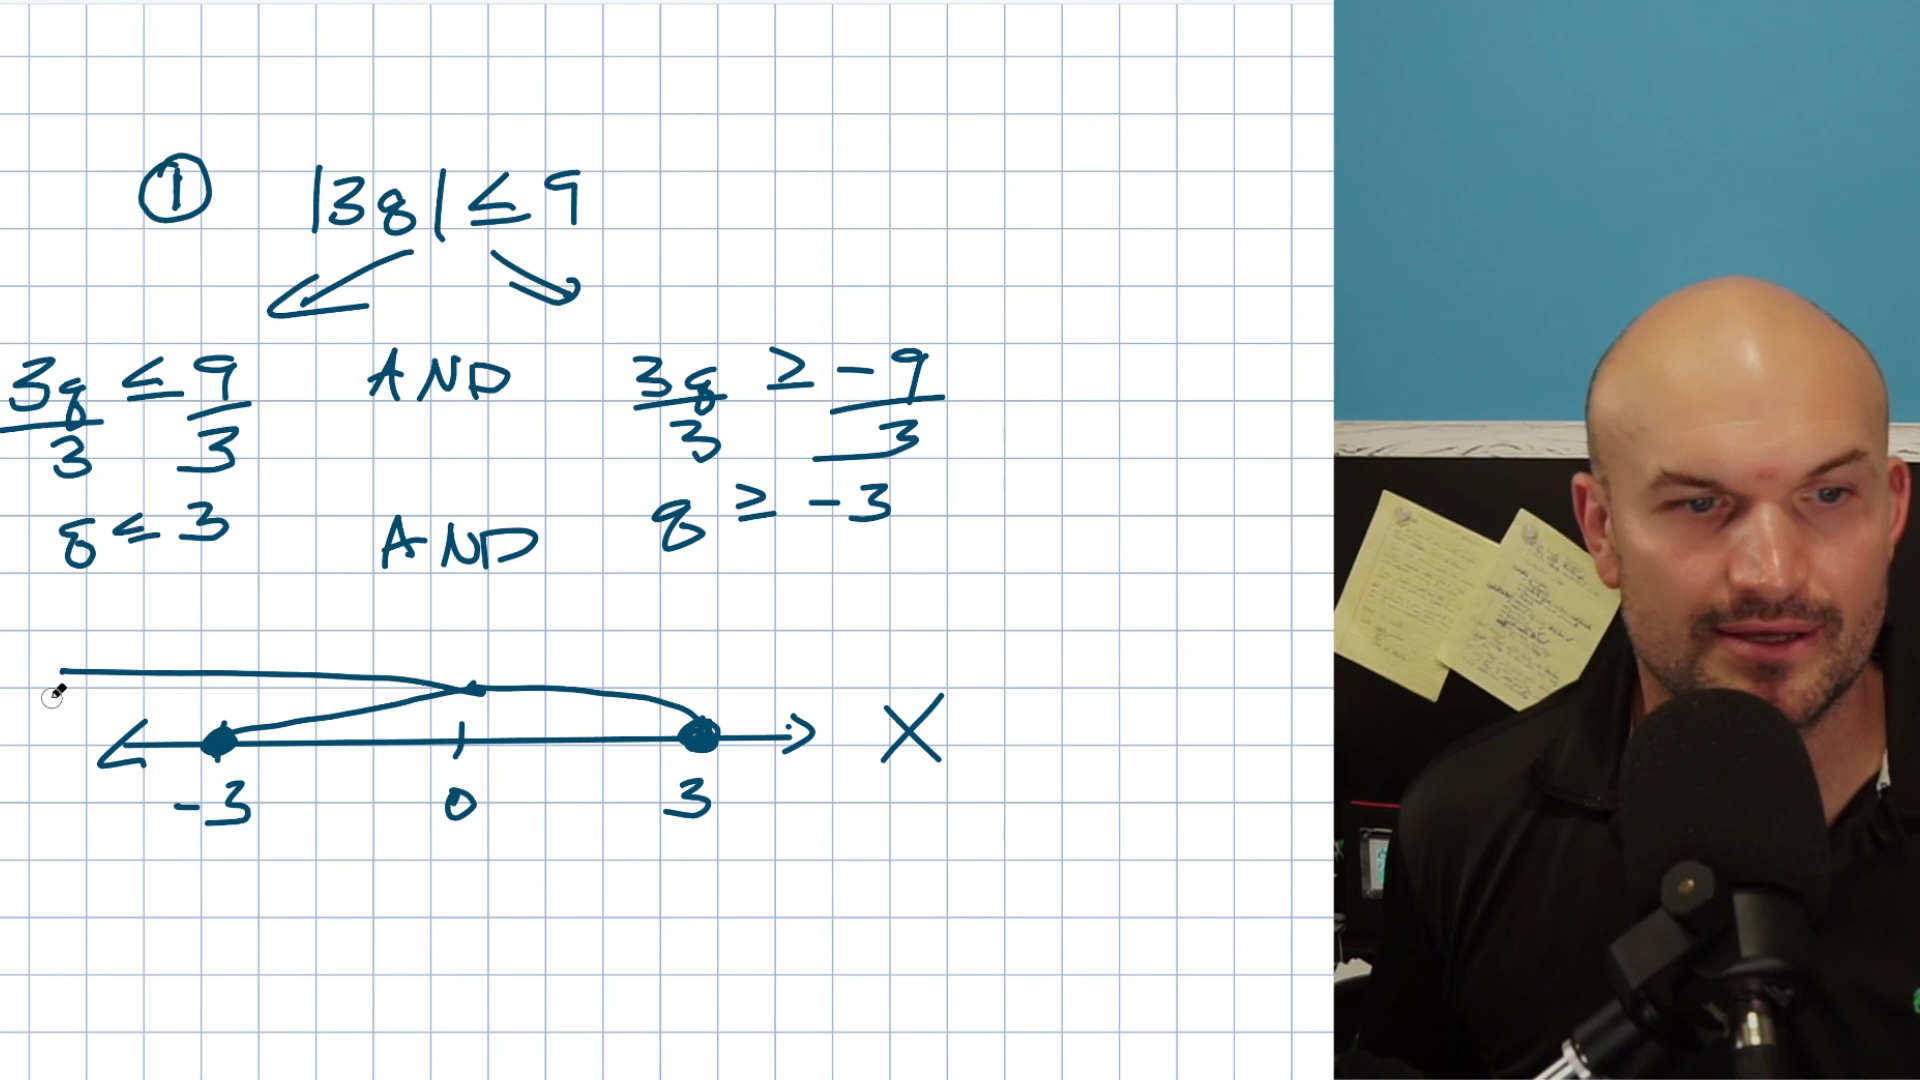 ① |3g| ≤ 9
3g ≤ 9 AND 3g ≥ -9
3 3 3 3
g ≤ 3 AND g ≥ -3
X
-3 0 3